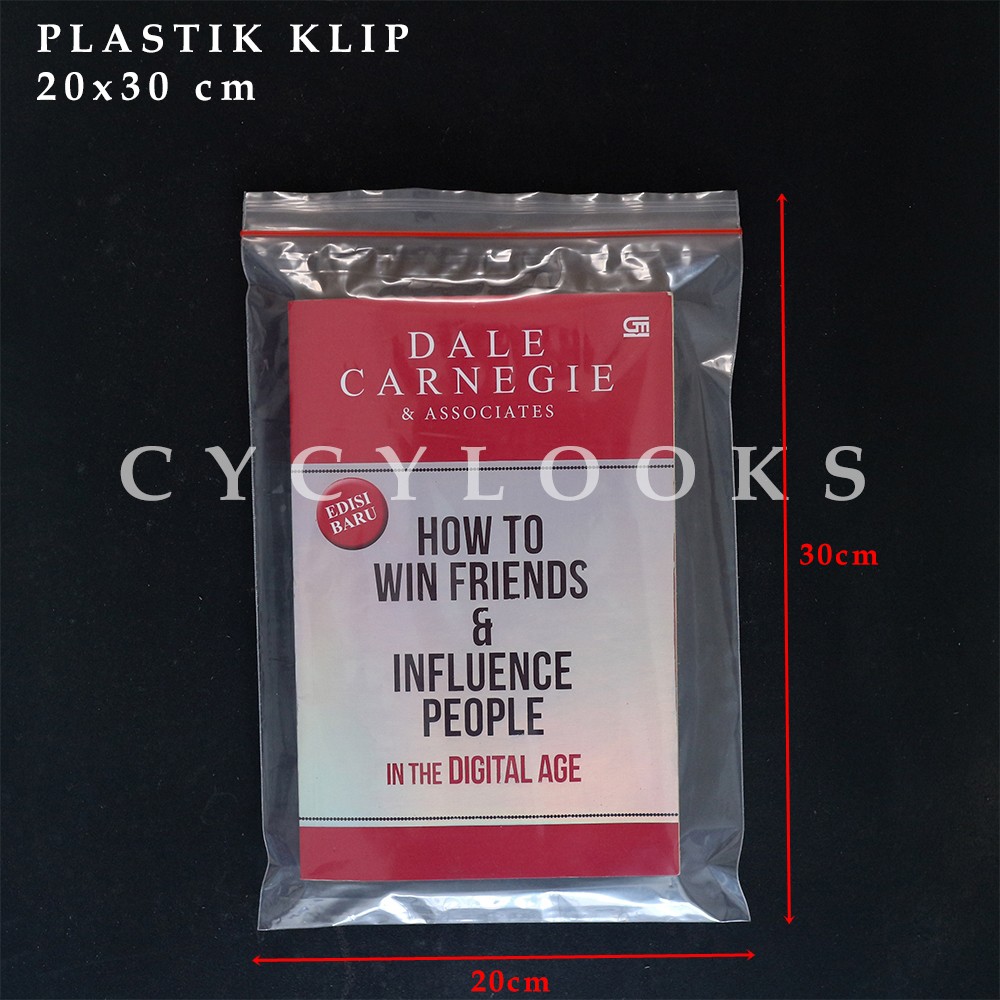 PLASTIK KLIP
20x30 cm
DALE
CARNEGIE
& ASSOCIATES
GM
CYCYLOOKS
EDISI
BARU
HOW TO
WIN FRIENDS
&
INFLUENCE
PEOPLE
IN THE DIGITAL AGE
30cm
20cm